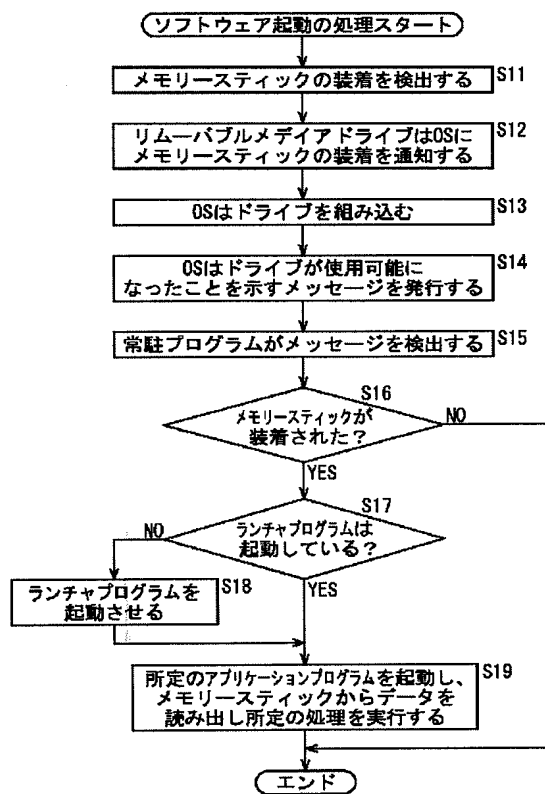 ソフトウェア起動の処理スタート
S11
メモリースティックの装着を検出する
S12
リムーバブルメデイアドライブはOSに
メモリースティックの装着を通知する
S13
OSはドライブを組み込む
S14
OSはドライブが使用可能に
なったことを示すメッセージを発行する
S15
常駐プログラムがメッセージを検出する
S16
メモリースティックが
装着された?
NO
YES
S17
ランチャプログラムは
起動している?
NO
YES
S18
ランチャプログラムを
起動させる
S19
所定のアプリケーションプログラムを起動し、
メモリースティックからデータを
読み出し所定の処理を実行する
エンド